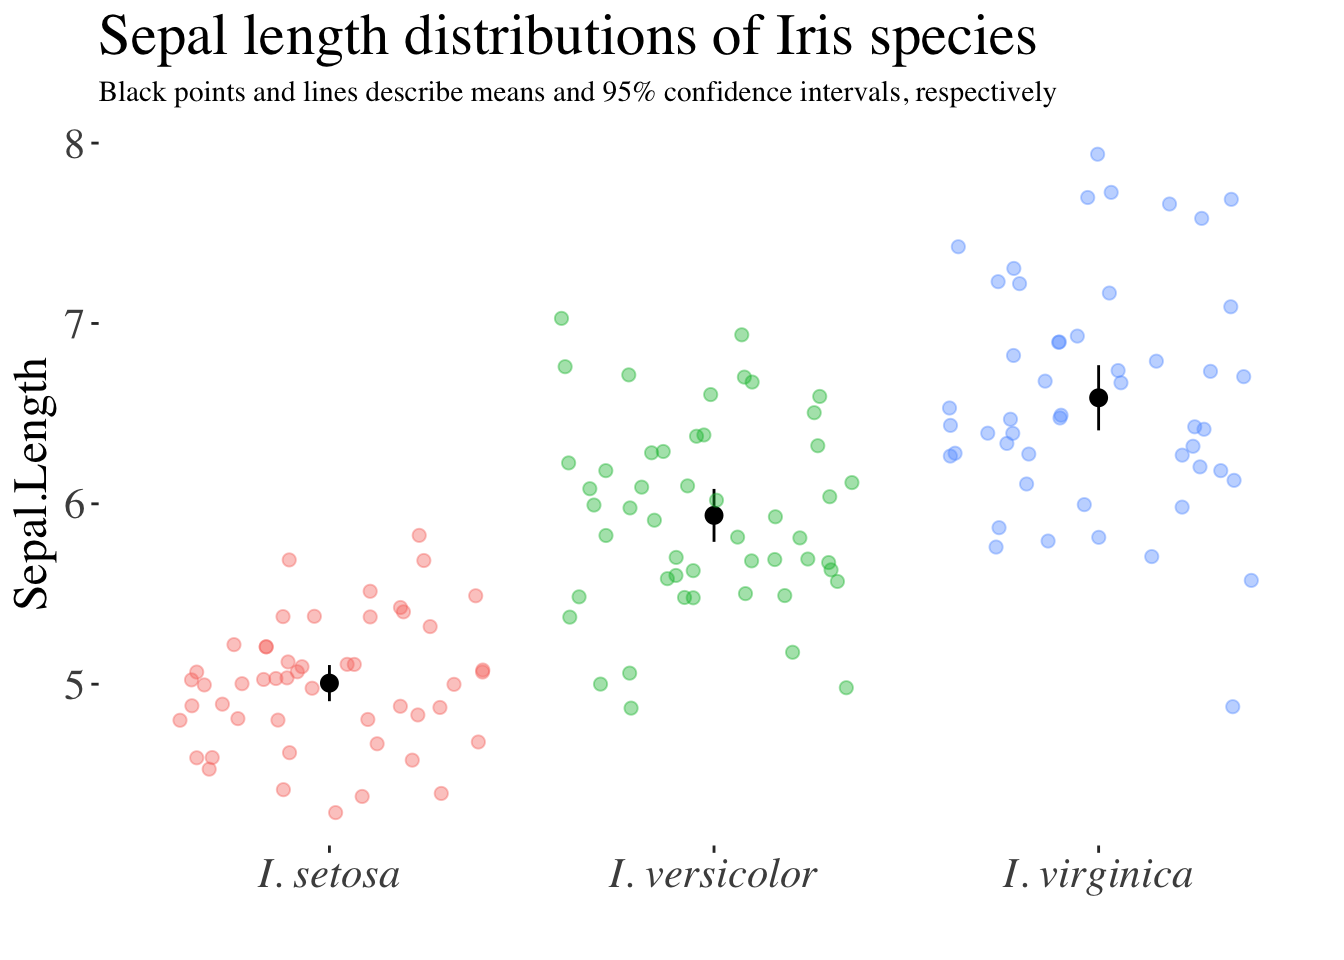 Sepal length distributions of Iris species
Black points and lines describe means and 95% confidence intervals, respectively
8
7
6
5
Sepal.Length
I. setosa
I. versicolor
I. virginica